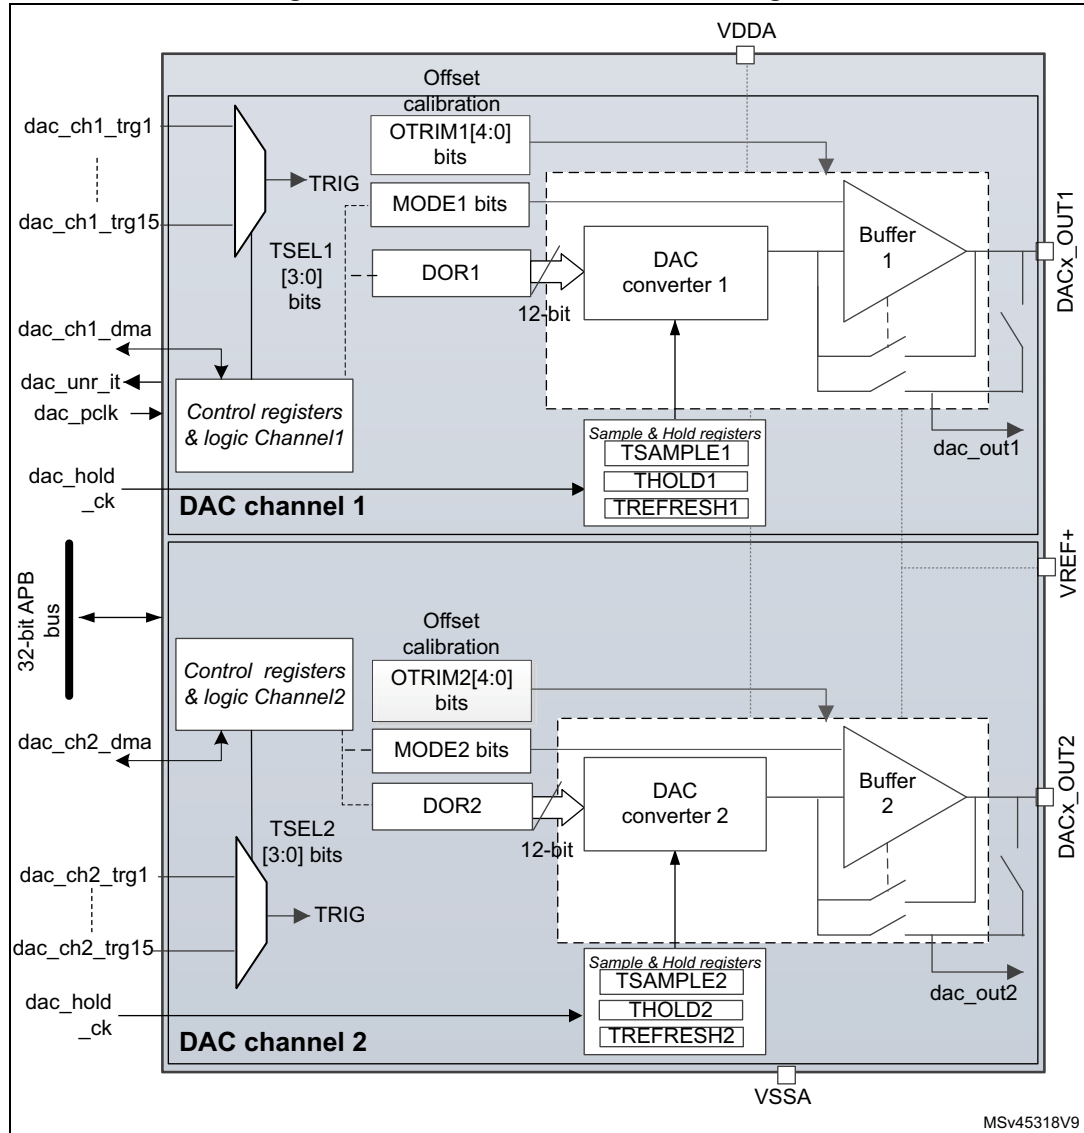 VDDA
Offset
calibration
dac_ch1_trg1
OTRIM1[4:0]
bits
TRIG
MODE1 bits
dac_ch1_trg15
DACx_OUT1
Buffer
1
TSEL1
[3:0]
bits
DOR1
DAC
converter 1
12-bit
dac_ch1_dma
dac_unr_it
dac_pclk
Control registers
& logic Channel1
Sample & Hold registers
TSAMPLE1
THOLD1
TREFRESH1
dac_out1
dac_hold
_ck
DAC channel 1
VREF+
32-bit APB
bus
Offset
calibration
Control registers
& logic Channel2
OTRIM2[4:0]
bits
dac_ch2_dma
MODE2 bits
DACx_OUT2
Buffer
2
DOR2
DAC
converter 2
12-bit
TSEL2
[3:0] bits
dac_ch2_trg1
TRIG
dac_ch2_trg15
Sample & Hold registers
TSAMPLE2
THOLD2
TREFRESH2
dac_out2
dac_hold
_ck
DAC channel 2
VSSA
MSv45318V9